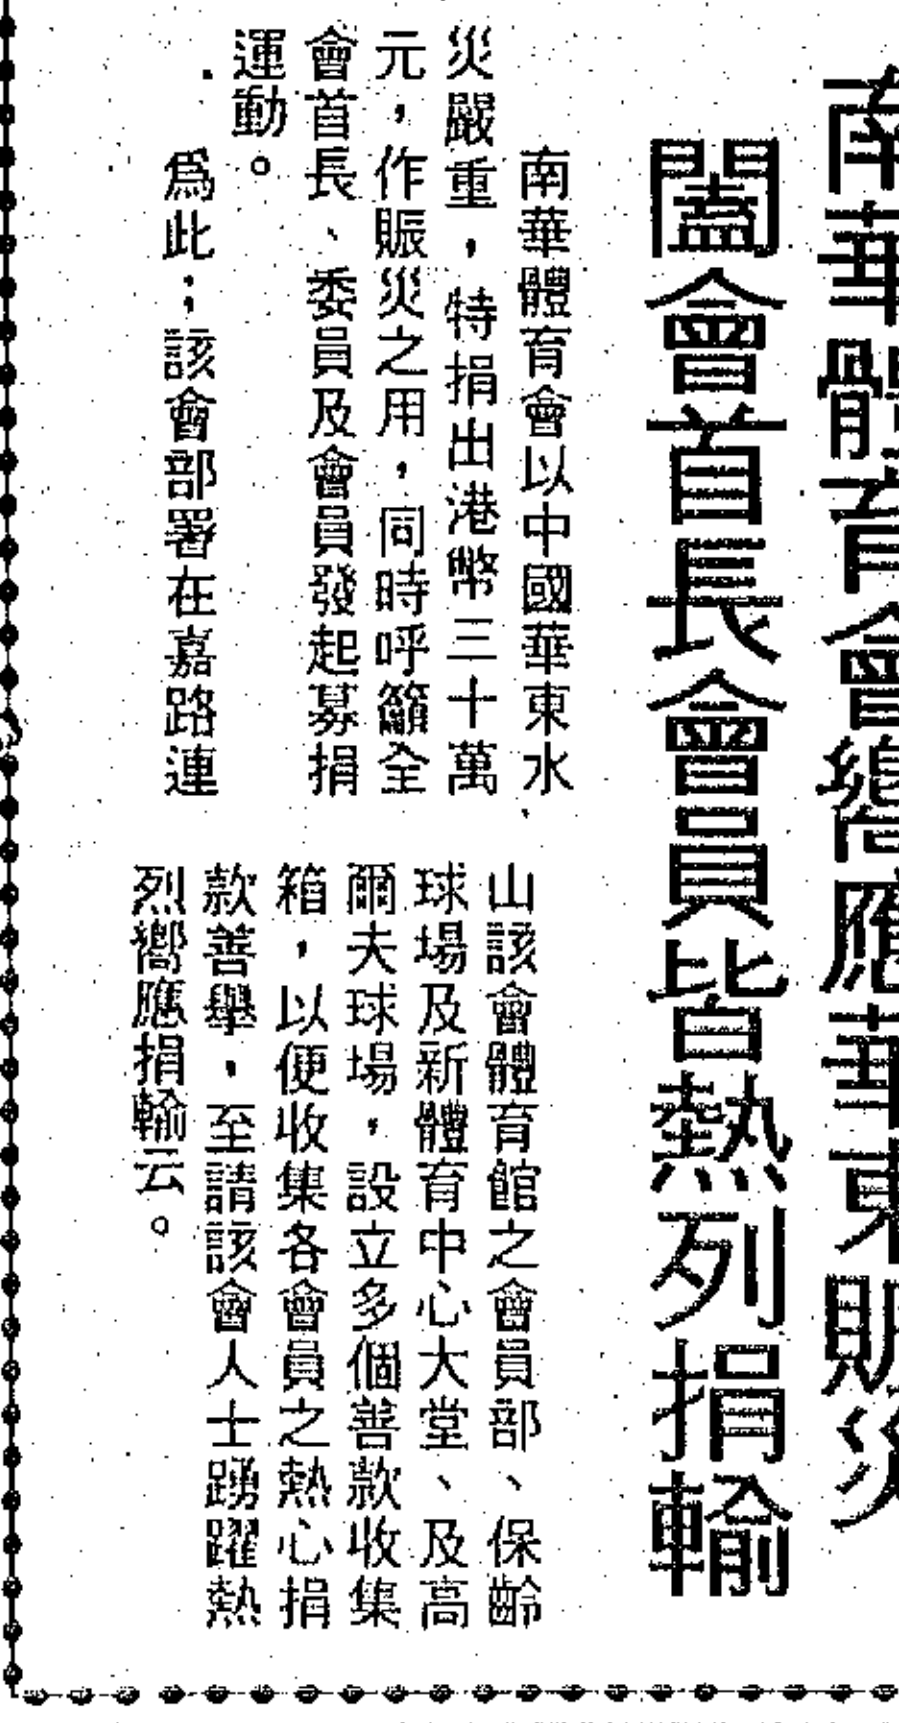 南華體育會響應華東賑災
闔會首長會員皆熱烈捐輸
南華體育會以中國華東水
災嚴重，特捐出港幣三十萬
元，作賑災之用，同時呼籲全
會首長、委員及會員發起募捐
運動。
為此；該會部署在嘉路連
山該會體育館之會員部、保齡
球場及新體育中心大堂、及高
爾夫球場，設立多個善款收集
箱，以便收集各會員之熱心捐
款善舉，至請該會人士踴躍熱
烈嚮應捐輸云。